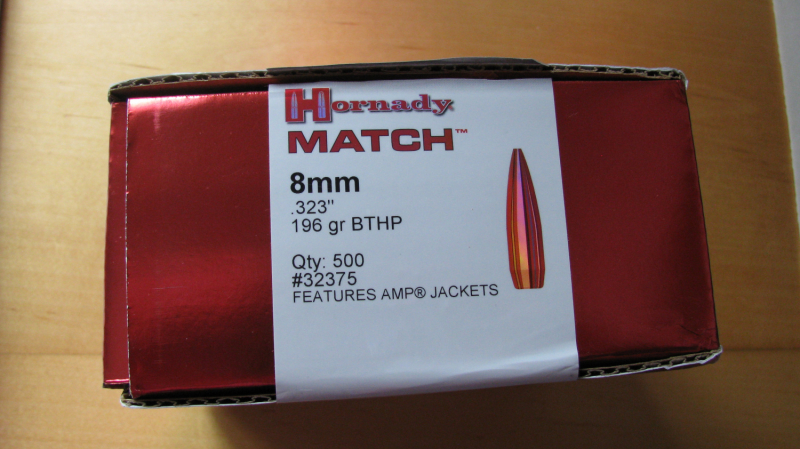 Hornady
MATCH™
8mm
.323"
196 gr BTHP
Qty: 500
#32375
FEATURES AMP® JACKETS